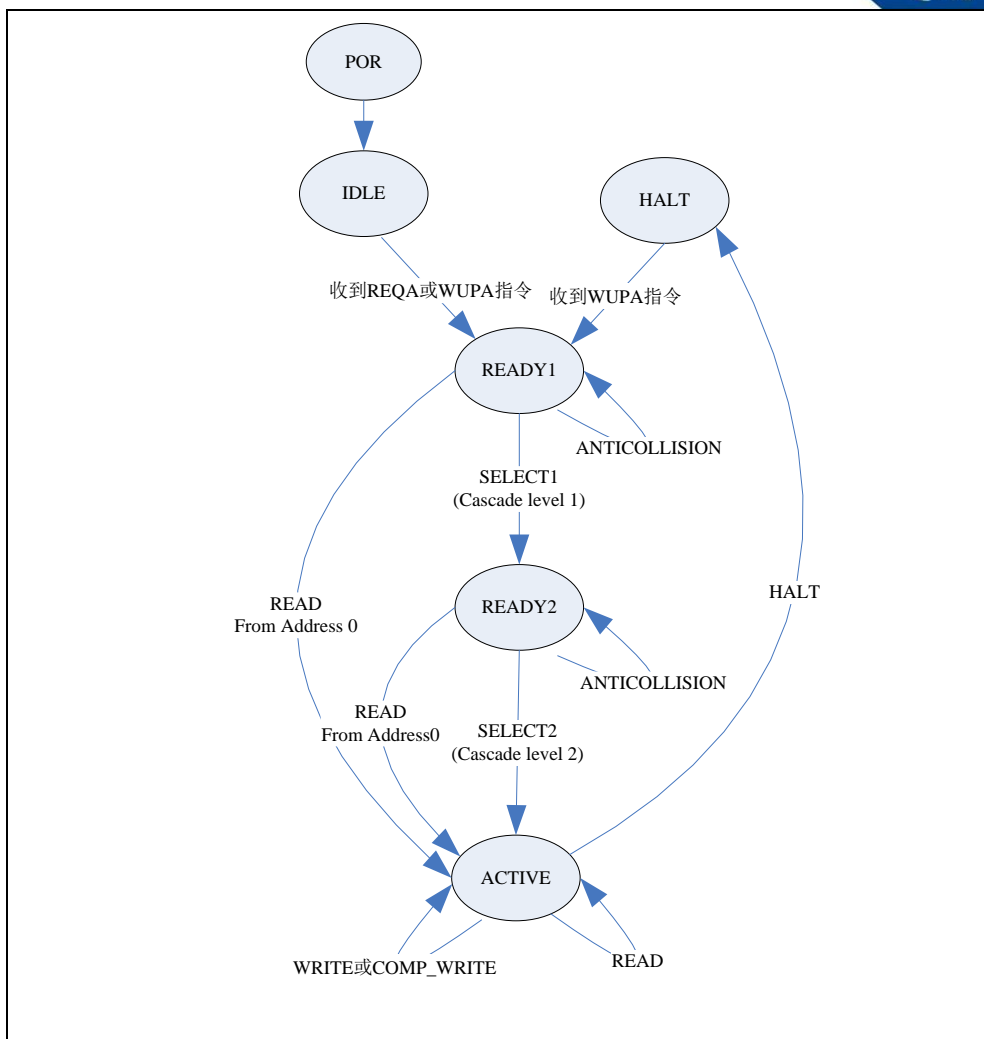 POR
IDLE
HALT
收到REQA或WUPA指令
收到WUPA指令
READY1
ANTICOLLISION
SELECT1
(Cascade level 1)
READ
From Address 0
HALT
READY2
ANTICOLLISION
READ
From Address0
SELECT2
(Cascade level 2)
ACTIVE
WRITE或COMP_WRITE
READ